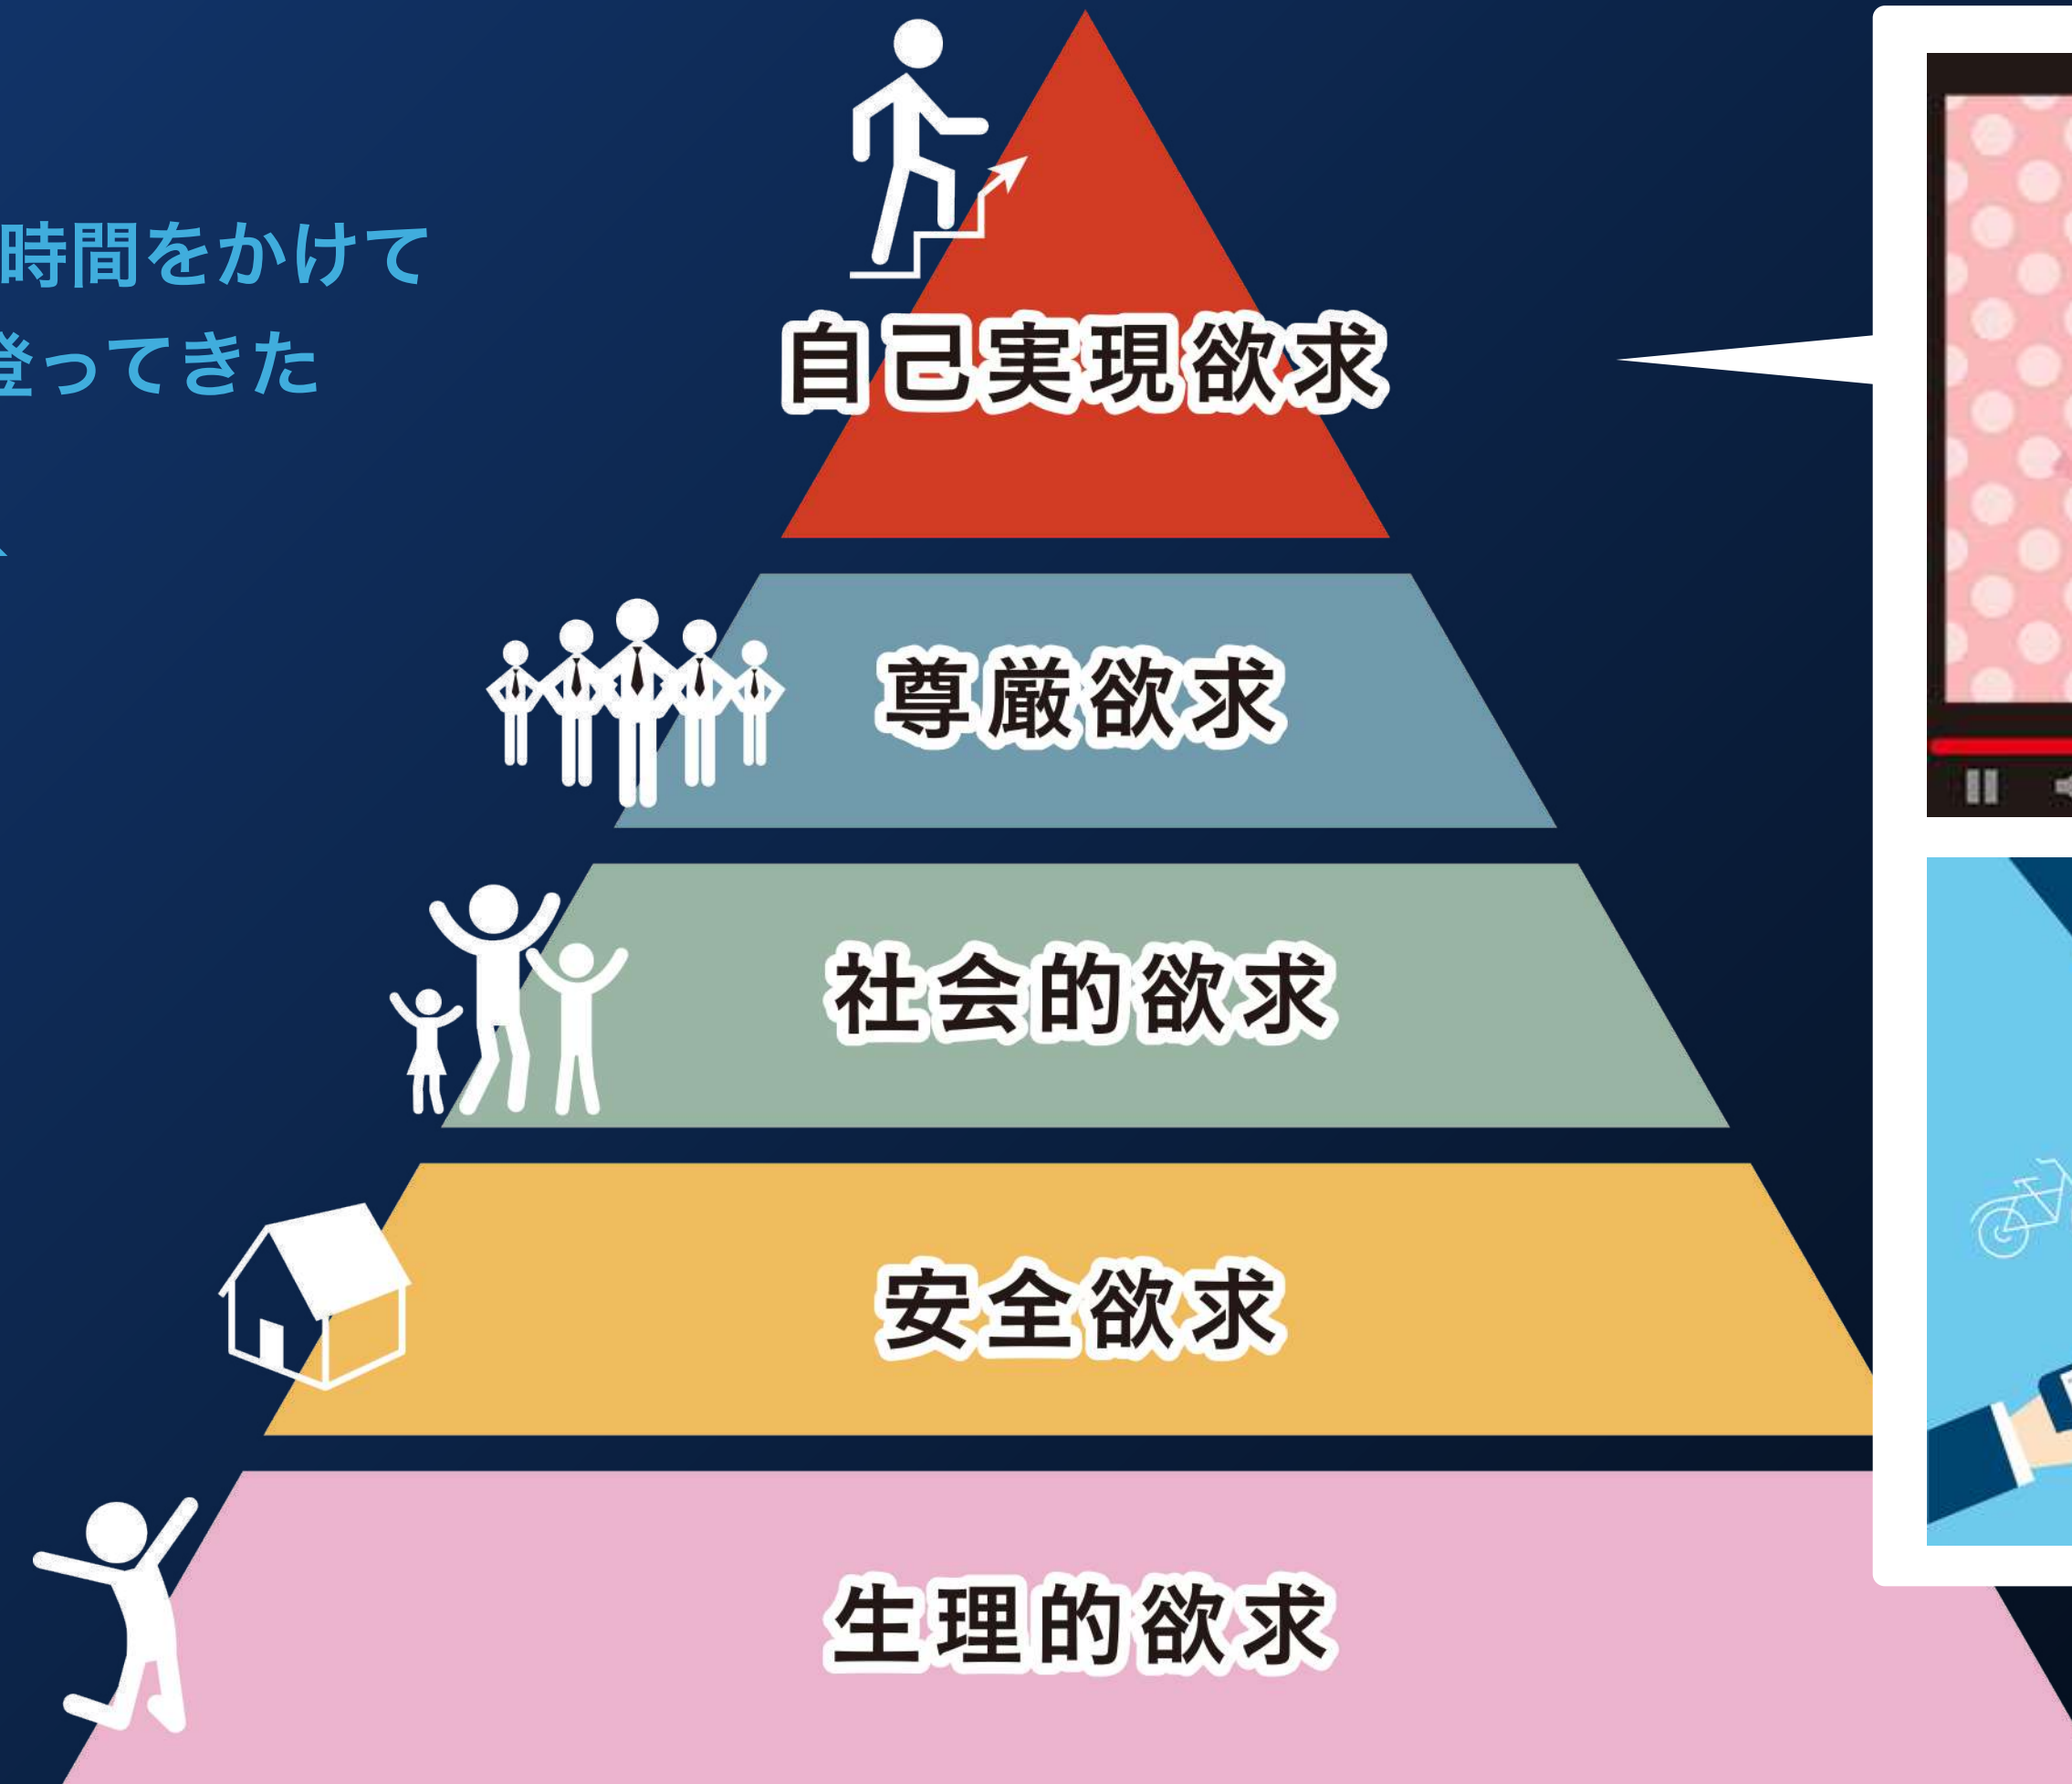 時間をかけて
登ってきた
自己実現欲求
尊厳欲求
社会的欲求
安全欲求
生理的欲求